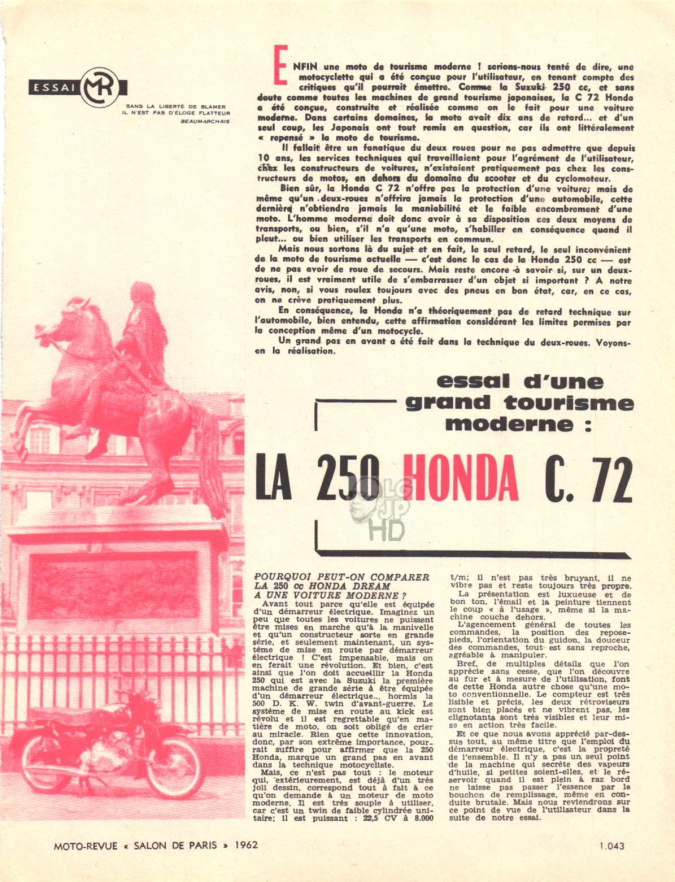 ESSAI MR
SANS LA LIBERTÉ DE BLAMER
IL N'EST PAS D'ÉLOGE FLATTEUR
BEAUMARCHAIS
ENFIN une moto de tourisme moderne ! serions-nous tenté de dire, une
motocyclette qui a été conçue pour l'utilisateur, en tenant compte des
critiques qu'il pourrait émettre. Comme la Suzuki 250 cc, et sans
doute comme toutes les machines de grand tourisme japonaises, la C 72 Honda
a été conçue, construite et réalisée comme on le fait pour une voiture
moderne. Dans certains domaines, la moto avait dix ans de retard... et d'un
seul coup, les Japonais ont tout remis en question, car ils ont littéralement
« repensé » la moto de tourisme.
Il fallait être un fanatique du deux roues pour ne pas admettre que depuis
10 ans, les services techniques qui travaillaient pour l'agrément de l'utilisateur,
chez les constructeurs de voitures, n'existaient pratiquement pas chez les cons-
tructeurs de motos, en dehors du domaine du scooter et du cyclomoteur.
Bien sûr, la Honda C 72 n'offre pas la protection d'une voiture; mais de
même qu'un deux-roues n'offrira jamais la protection d'une automobile, cette
dernière n'obtiendra jamais la maniabilité et le faible encombrement d'une
moto. L'homme moderne doit donc avoir à sa disposition ces deux moyens de
transports, ou bien, s'il n'a qu'une moto, s'habiller en conséquence quand il
pleut... ou bien utiliser les transports en commun.
Mais nous sortons là du sujet et en fait, le seul retard, le seul inconvénient
de la moto de tourisme actuelle — c'est donc le cas de la Honda 250 cc — est
de ne pas avoir de roue de secours. Mais reste encore à savoir si, sur un deux-
roues, il est vraiment utile de s'embarrasser d'un objet si important ? A notre
avis, non, si vous roulez toujours avec des pneus en bon état, car, en ce cas,
on ne crève pratiquement plus.
En conséquence, la Honda n'a théoriquement pas de retard technique sur
l'automobile, bien entendu, cette affirmation considérant les limites permises par
la conception même d'un motocycle.
Un grand pas en avant a été fait dans la technique du deux-roues. Voyons-
en la réalisation.
essai d'une
grand tourisme
moderne :
LA 250 HONDA C. 72
LG
JP
HD
POURQUOI PEUT-ON COMPARER
LA 250 cc HONDA DREAM
A UNE VOITURE MODERNE ?
Avant tout parce qu'elle est équipée
d'un démarreur électrique. Imaginez un
peu que toutes les voitures ne puissent
être mises en marche qu'à la manivelle
et qu'un constructeur sorte en grande
série, et seulement maintenant, un sys-
tème de mise en route par démarreur
électrique ! C'est impensable, mais on
en ferait une révolution. Et bien, c'est
ainsi que l'on doit accueillir la Honda
250 qui est avec la Suzuki la première
machine de grande série à être équipée
d'un démarreur électrique... hormis la
500 D. K. W. twin d'avant-guerre. Le
système de mise en route au kick est
révolu et il est regrettable qu'en ma-
tière de moto, on soit obligé de crier
au miracle. Rien que cette innovation,
donc, par son extrême importance, pour-
rait suffire pour affirmer que la 250
Honda, marque un grand pas en avant
dans la technique motocycliste.
Mais, ce n'est pas tout : le moteur
qui, extérieurement, est déjà d'un très
joli dessin, correspond tout à fait à ce
qu'on demande à un moteur de moto
moderne, Il est très souple à utiliser,
car c'est un twin de faible cylindrée uni-
taire; il est puissant : 22,5 CV à 8.000
t/m; il n'est pas très bruyant, il ne
vibre pas et reste toujours très propre.
La présentation est luxueuse et de
bon ton, l'émail et la peinture tiennent
le coup « à l'usage », même si la ma-
chine couche dehors.
L'agencement général de toutes les
commandes, la position des repose-
pieds, l'orientation du guidon, la douceur
des commandes, tout est sans reproche,
agréable à manipuler.
Bref, de multiples détails que l'on
apprécie sans cesse, que l'on découvre
au fur et à mesure de l'utilisation, font
de cette Honda autre chose qu'une mo-
to conventionnelle. Le compteur est très
lisible et précis, les deux rétroviseurs
sont bien placés et ne vibrent pas, les
clignotants sont très visibles et leur mi-
se en action très facile.
Et ce que nous avons apprécié par-des-
sus tout, au même titre que l'emploi du
démarreur électrique, c'est la propreté
de l'ensemble. Il n'y a pas un seul point
de la machine qui secrète des vapeurs
d'huile, si petites soient-elles, et le ré-
servoir quand il est plein à raz bord
ne laisse pas passer l'essence par le
bouchon de remplissage, même en con-
duite brutale. Mais nous reviendrons sur
ce point de vue de l'utilisateur dans la
suite de notre essai.
MOTO-REVUE « SALON DE PARIS » 1962
1.043